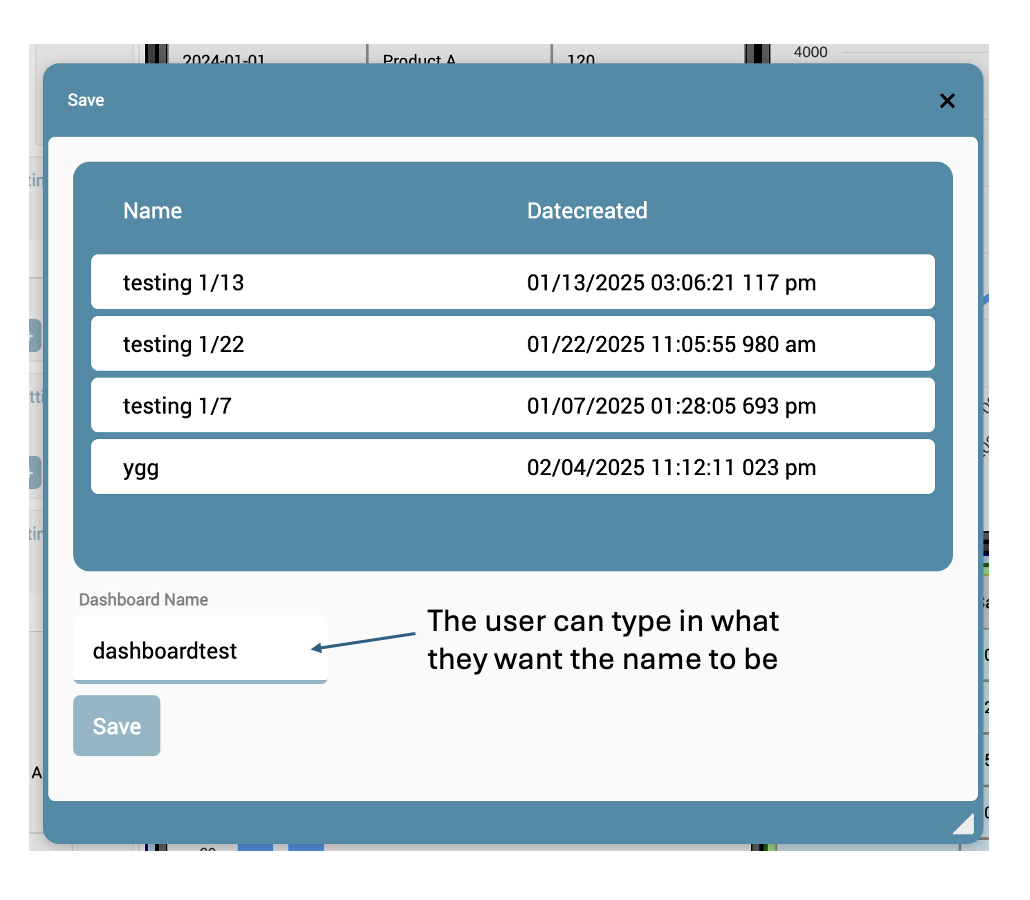 2024-01-01 Product A 120 4000
Save
Name Datecreated
testing 1/13 01/13/2025 03:06:21 117 pm
testing 1/22 01/22/2025 11:05:55 980 am
testing 1/7 01/07/2025 01:28:05 693 pm
ygg 02/04/2025 11:12:11 023 pm
Dashboard Name
dashboardtest
The user can type in what
they want the name to be
Save
A